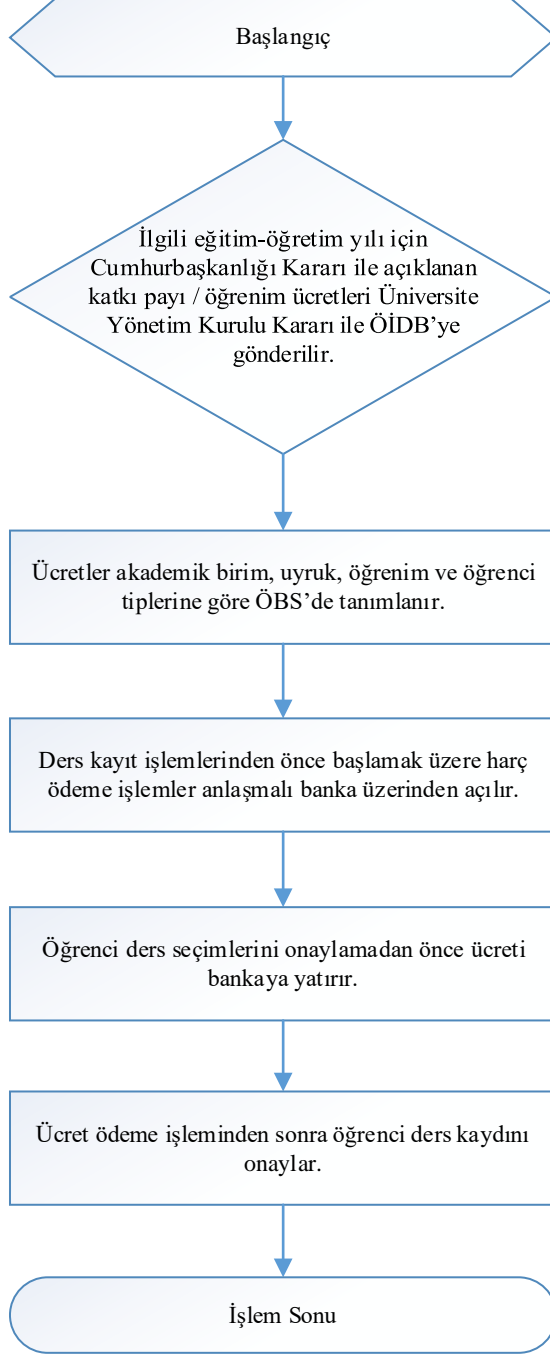 Başlangıç
İlgili eğitim-öğretim yılı için
Cumhurbaşkanlığı Kararı ile açıklanan
katkı payı / öğrenim ücretleri Üniversite
Yönetim Kurulu Kararı ile ÖİDB’ye
gönderilir.
Ücretler akademik birim, uyruk, öğrenim ve öğrenci
tiplerine göre ÖBS’de tanımlanır.
Ders kayıt işlemlerinden önce başlamak üzere harç
ödeme işlemler anlaşmalı banka üzerinden açılır.
Öğrenci ders seçimlerini onaylamadan önce ücreti
bankaya yatırır.
Ücret ödeme işleminden sonra öğrenci ders kaydını
onaylar.
İşlem Sonu